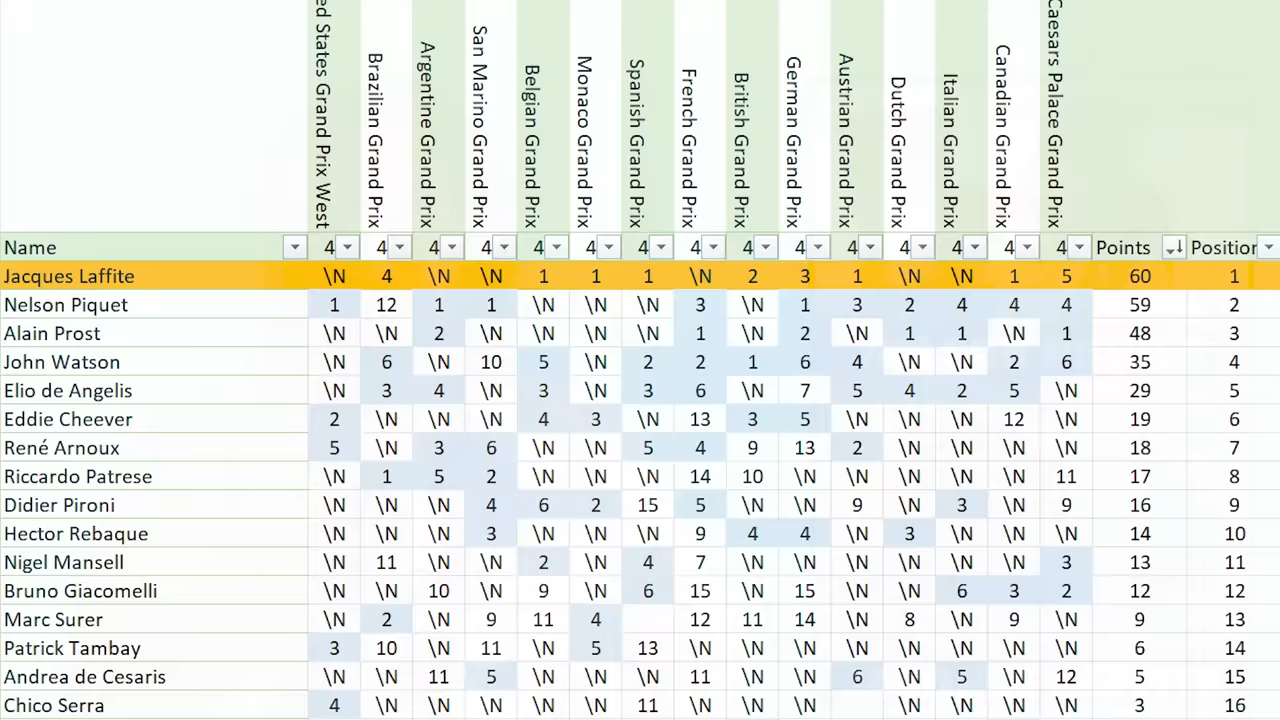 ed States Grand Prix West
Brazilian Grand Prix
Argentine Grand Prix
San Marino Grand Prix
Belgian Grand Prix
Monaco Grand Prix
Spanish Grand Prix
French Grand Prix
British Grand Prix
German Grand Prix
Austrian Grand Prix
Dutch Grand Prix
Italian Grand Prix
Canadian Grand Prix
Caesars Palace Grand Prix
Name 4 4 4 4 4 4 4 4 4 4 4 4 4 4 4 Points Position
Jacques Laffite \N 4 \N \N 1 1 1 \N 2 3 1 \N \N 1 5 60 1
Nelson Piquet 1 12 1 1 \N \N \N 3 \N 1 3 2 4 4 4 59 2
Alain Prost \N \N 2 \N \N \N \N 1 \N 2 \N 1 1 \N 1 48 3
John Watson \N 6 \N 10 5 \N 2 2 1 6 4 \N \N 2 6 35 4
Elio de Angelis \N 3 4 \N 3 \N 3 6 \N 7 5 4 2 5 \N 29 5
Eddie Cheever 2 \N \N \N 4 3 \N 13 3 5 \N \N \N 12 \N 19 6
René Arnoux 5 \N 3 6 \N \N 5 4 9 13 2 \N \N \N \N 18 7
Riccardo Patrese \N 1 5 2 \N \N \N 14 10 \N \N \N \N \N 11 17 8
Didier Pironi \N \N \N 4 6 2 15 5 \N \N 9 \N 3 \N 9 16 9
Hector Rebaque \N \N \N 3 \N \N \N 9 4 4 \N 3 \N \N \N 14 10
Nigel Mansell \N 11 \N \N 2 \N 4 7 \N \N \N \N \N 3 13 11
Bruno Giacomelli \N \N 10 \N 9 \N 6 15 \N 15 \N \N 6 3 2 12 12
Marc Surer \N 2 \N 9 11 4 12 11 14 \N 8 \N 9 \N 9 13
Patrick Tambay 3 10 \N 11 \N 5 13 \N \N \N \N \N \N \N \N 6 14
Andrea de Cesaris \N \N 11 5 \N \N \N 11 \N \N 6 \N 5 \N 12 5 15
Chico Serra 4 \N \N \N \N \N 11 \N \N \N \N \N \N \N 3 16